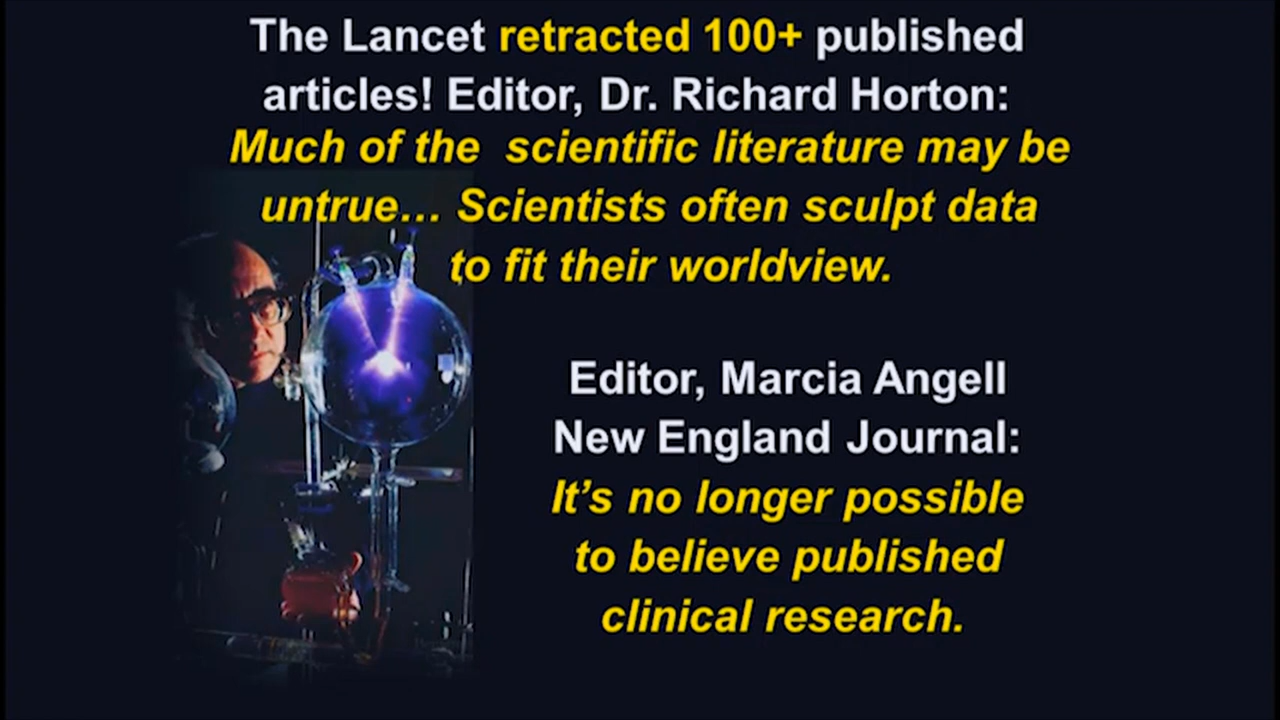 The Lancet retracted 100+ published
articles! Editor, Dr. Richard Horton:
Much of the scientific literature may be
untrue... Scientists often sculpt data
to fit their worldview.
Editor, Marcia Angell
New England Journal:
It's no longer possible
to believe published
clinical research.